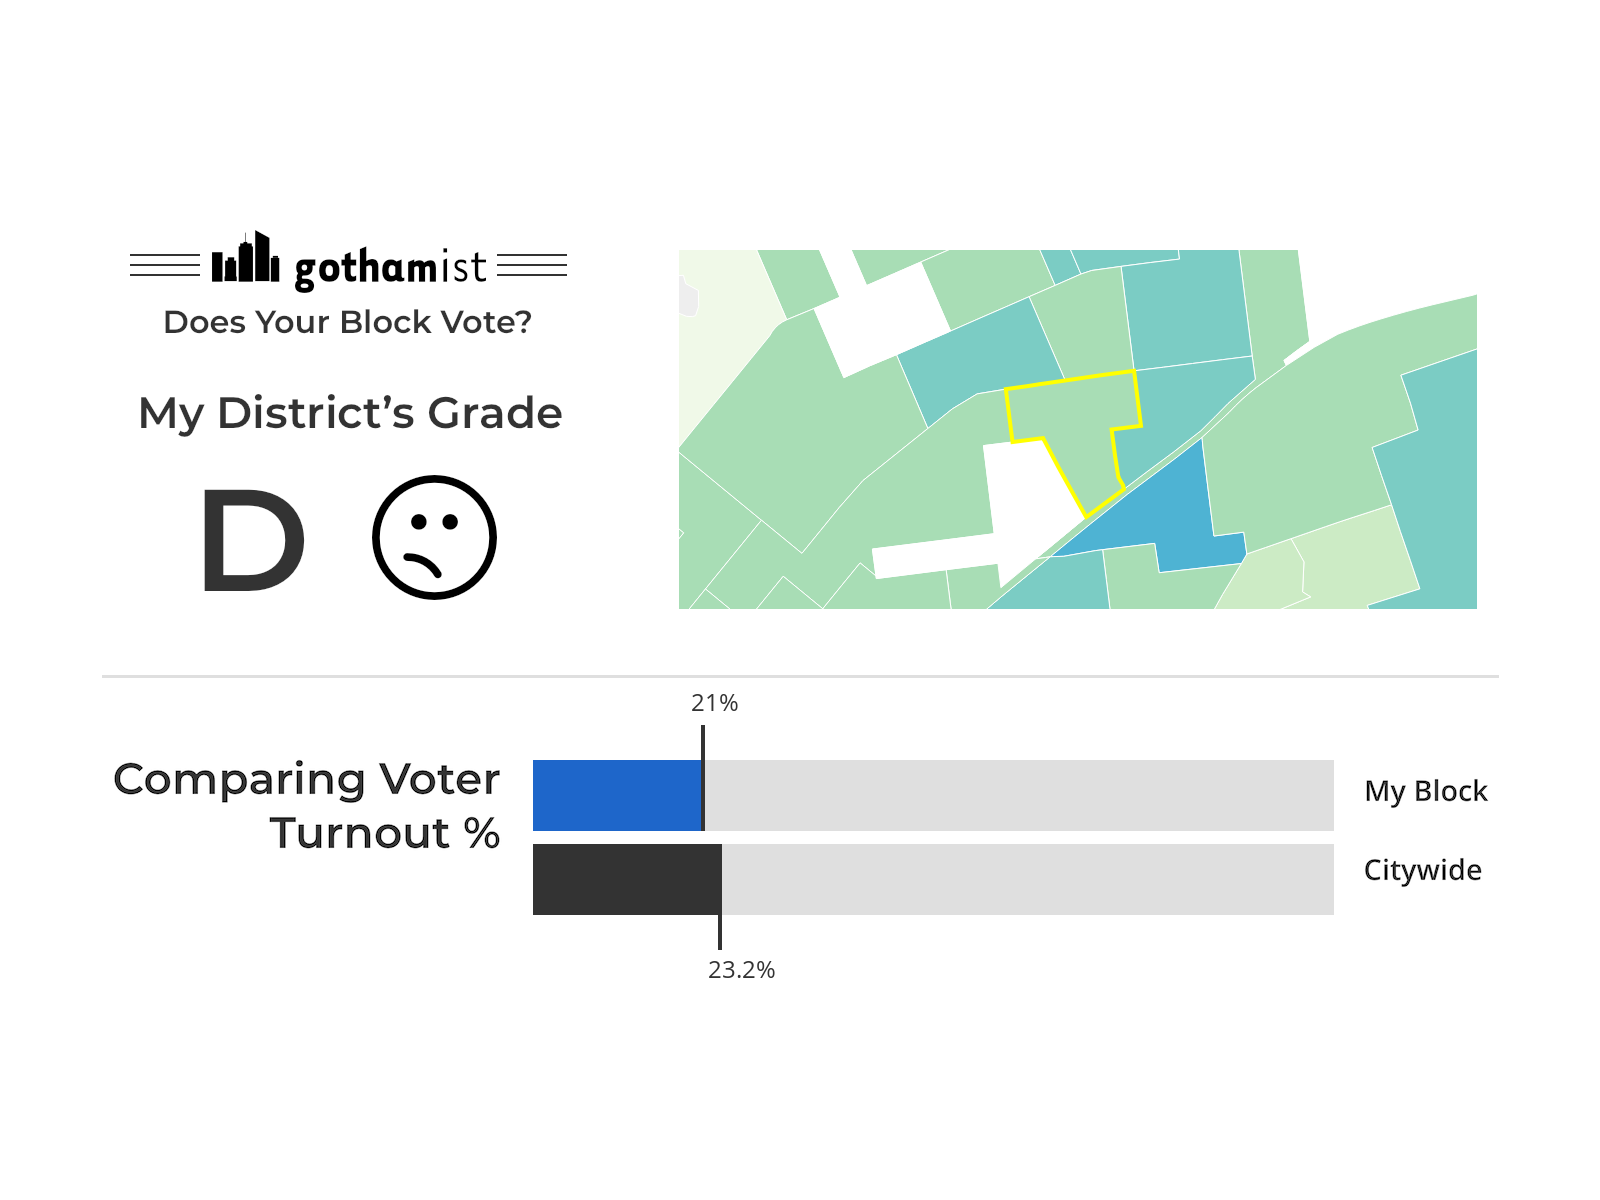 gothamist
Does Your Block Vote?
My District’s Grade
D
21%
Comparing Voter
Turnout %
My Block
Citywide
23.2%